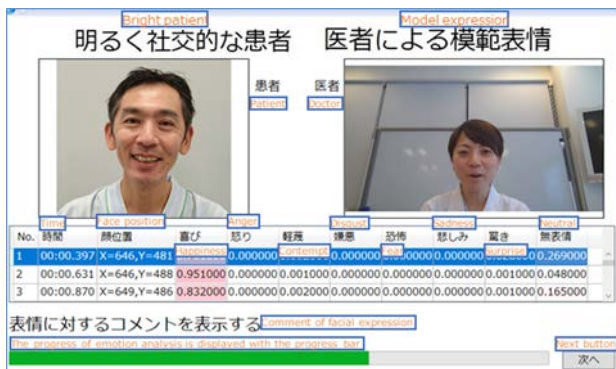 Bright patient
Model expression
明るく社交的な患者
医者による模範表情
患者
Patient
医者
Doctor
Time Face position Anger Disgust Sadness Neutral
No. 時間 顔位置 喜び 怒り 軽蔑 嫌悪 恐怖 悲しみ 驚き 無表情
Happiness Contempt Fear Surprise
1 00:00.397 X=646,Y=481 0.269000
2 00:00.631 X=646,Y=488 0.951000 0.000000 0.001000 0.000000 0.000000 0.000000 0.001000 0.048000
3 00:00.870 X=649,Y=486 0.832000 0.000000 0.002000 0.000000 0.000000 0.000000 0.001000 0.165000
表情に対するコメントを表示する
Comment of facial expression
The progress of emotion analysis is displayed with the progress bar.
Next button
次へ